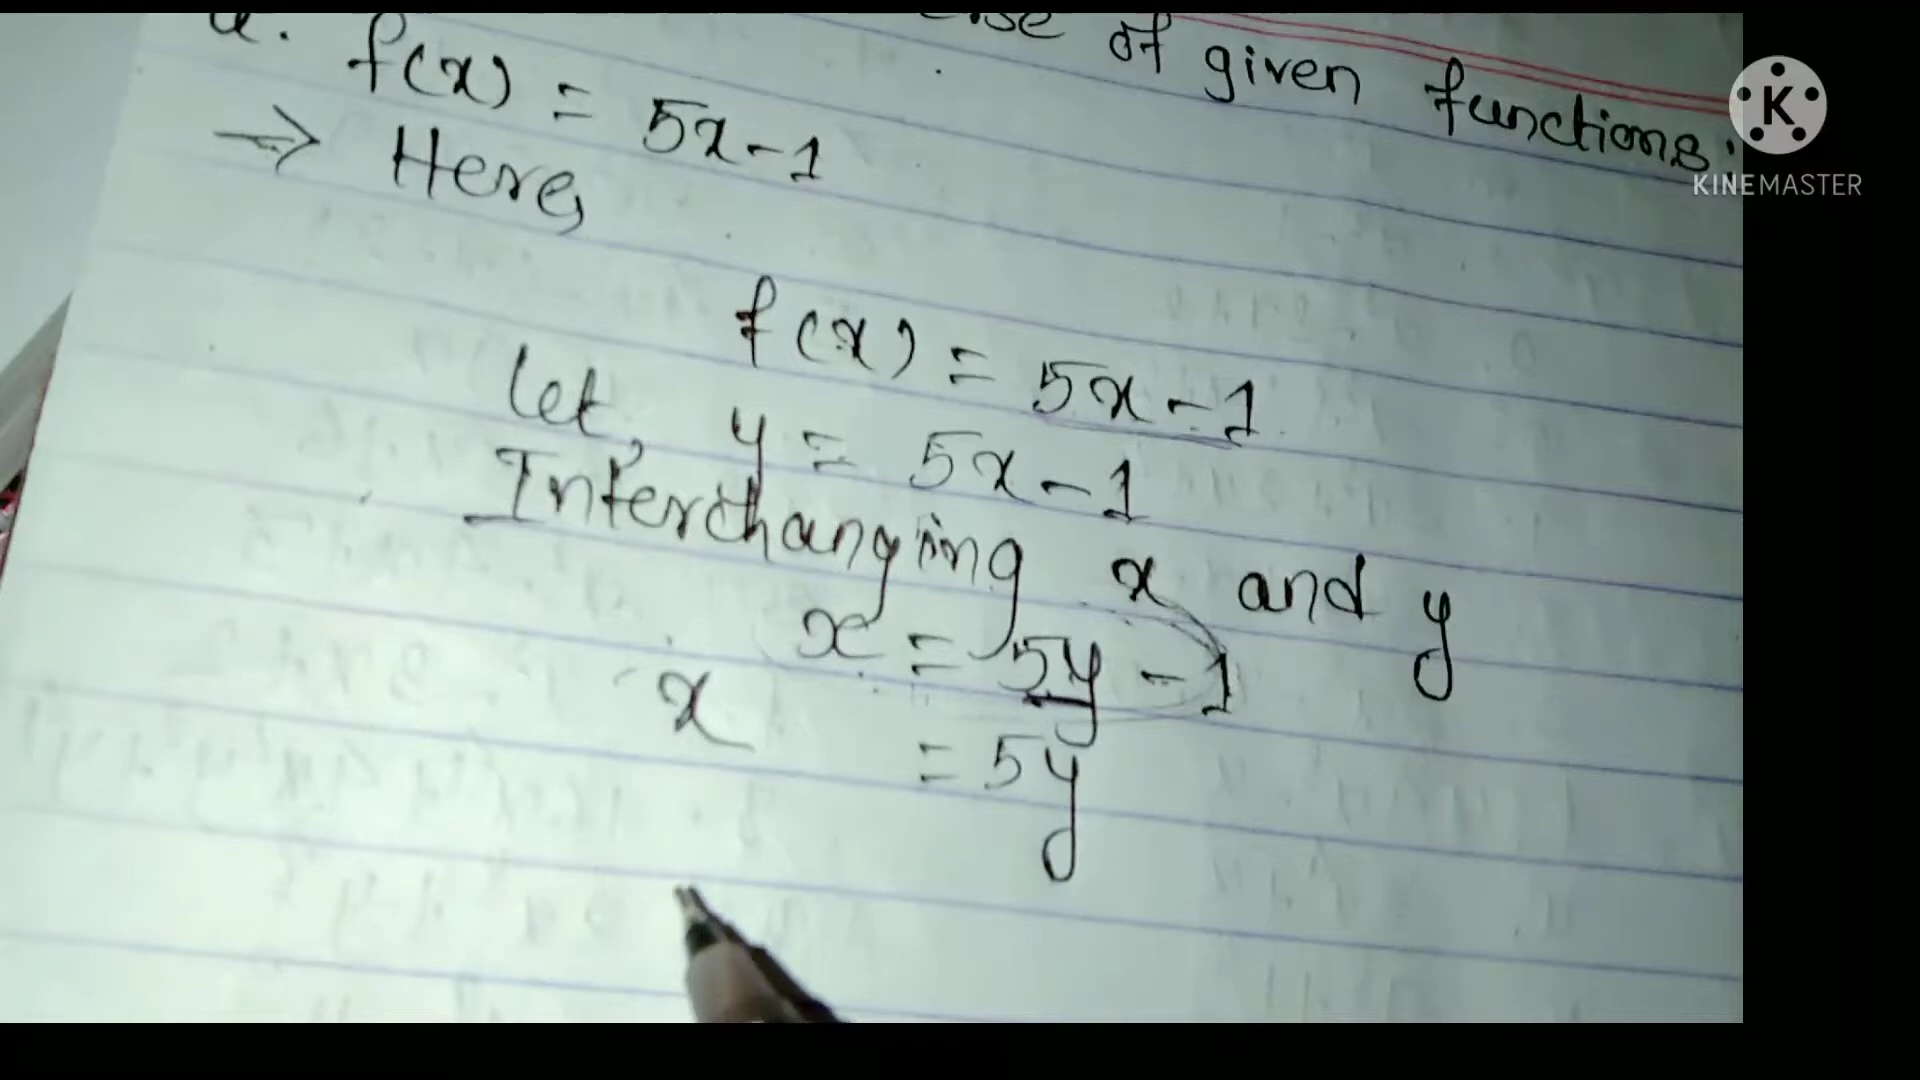 of given functions:
f(x) = 5x-1
⇒ Here,
f(x) = 5x-1
let, y = 5x-1
Interchanging x and y
x = 5y - 1
x = 5y
K
KINEMASTER